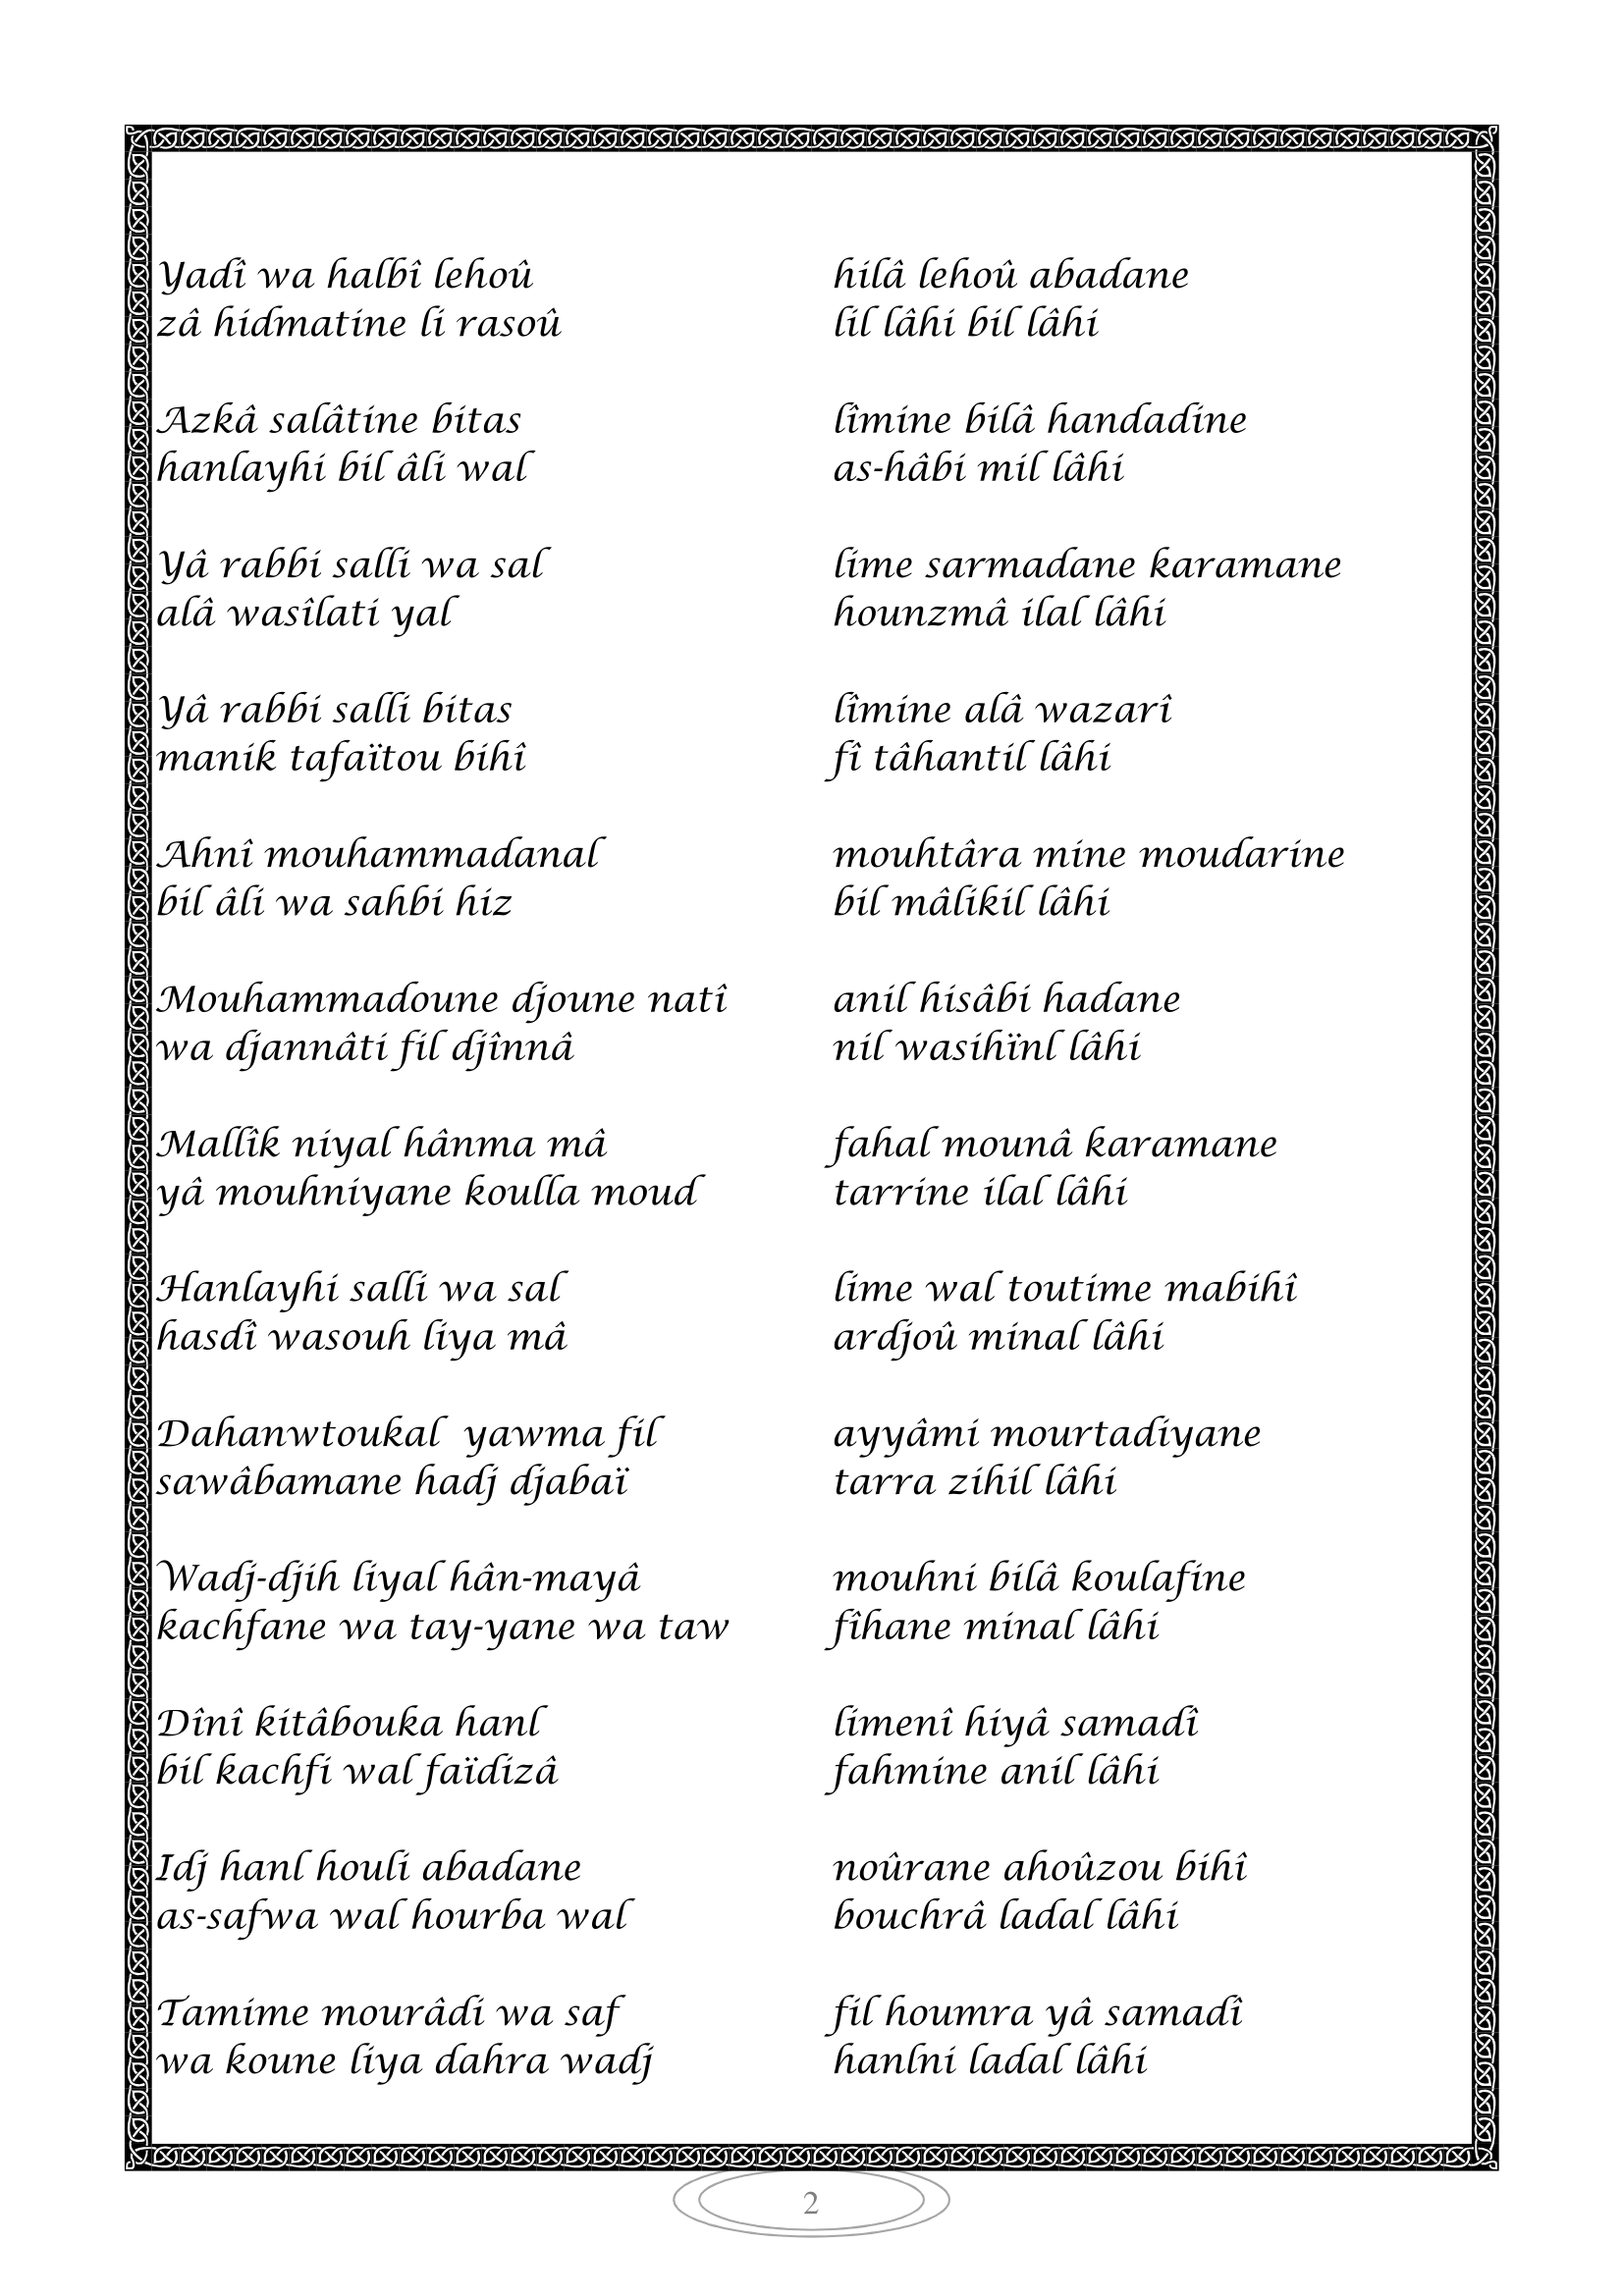 Yadî wa halbî lehoû hilâ lehoû abadane
zâ hidmatine li rasoû lil lâhi bil lâhi
Azkâ salâtine bitas lîmine bilâ handadine
hanlayhi bil âli wal as-hâbi mil lâhi
Yâ rabbi salli wa sal lime sarmadane karamane
alâ wasîlati yal hounzmâ ilal lâhi
Yâ rabbi salli bitas lîmine alâ wazarî
manik tafaïtou bihî fî tâhantil lâhi
Ahnî mouhammadanal mouhtâra mine moudarine
bil âli wa sahbi hiz bil mâlikil lâhi
Mouhammadoune djoune natî anil hisâbi hadane
wa djannâti fil djînnâ nil wasihïnl lâhi
Mallîk niyal hânma mâ fahal mounâ karamane
yâ mouhniyane koulla moud tarrine ilal lâhi
Hanlayhi salli wa sal lime wal toutime mabihî
hasdî wasouh liya mâ ardjoû minal lâhi
Dahanwtoukal yawma fil ayyâmi mourtadiyane
sawâbamane hadj djabaï tarra zihil lâhi
Wadj-djih liyal hân-mayâ mouhni bilâ koulafine
kachfane wa tay-yane wa taw fîhane minal lâhi
Dînî kitâbouka hanl limenî hiyâ samadî
bil kachfi wal faïdizâ fahmine anil lâhi
Idj hanl houli abadane noûrane ahoûzou bihî
as-safwa wal hourba wal bouchrâ ladal lâhi
Tamime mourâdi wa saf fil houmra yâ samadî
wa koune liya dahra wadj hanlni ladal lâhi
2